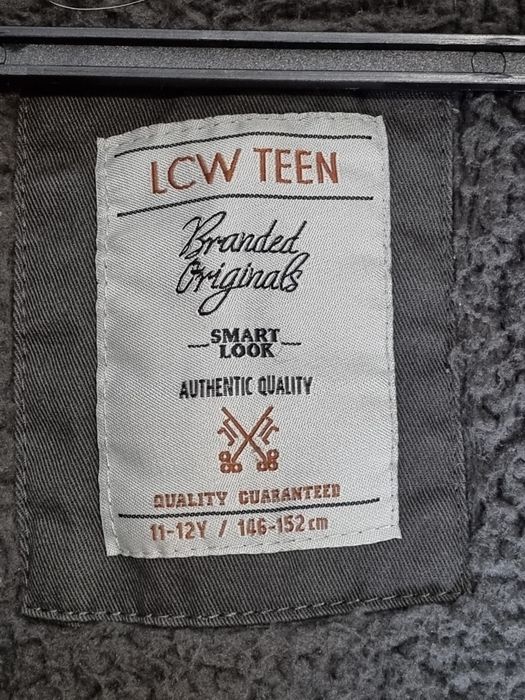 LCW TEEN
Branded
Originals
SMART
LOOK
AUTHENTIC QUALITY
QUALITY GUARANTEED
11-12Y / 146-152 cm